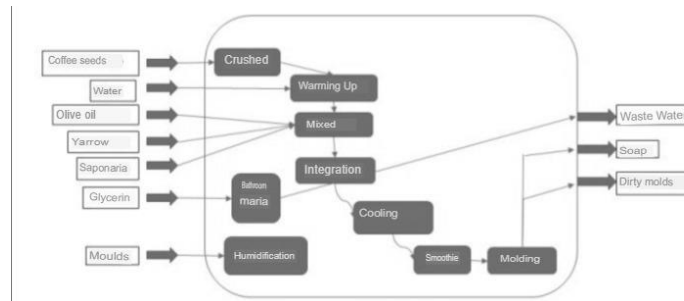 Coffee seeds
Crushed
Water
Warming Up
Olive oil
Mixed
Waste Water
Yarrow
Soap
Saponaria
Integration
Dirty molds
Glycerin
Bathroom
maria
Cooling
Moulds
Humidification
Smoothie
Molding